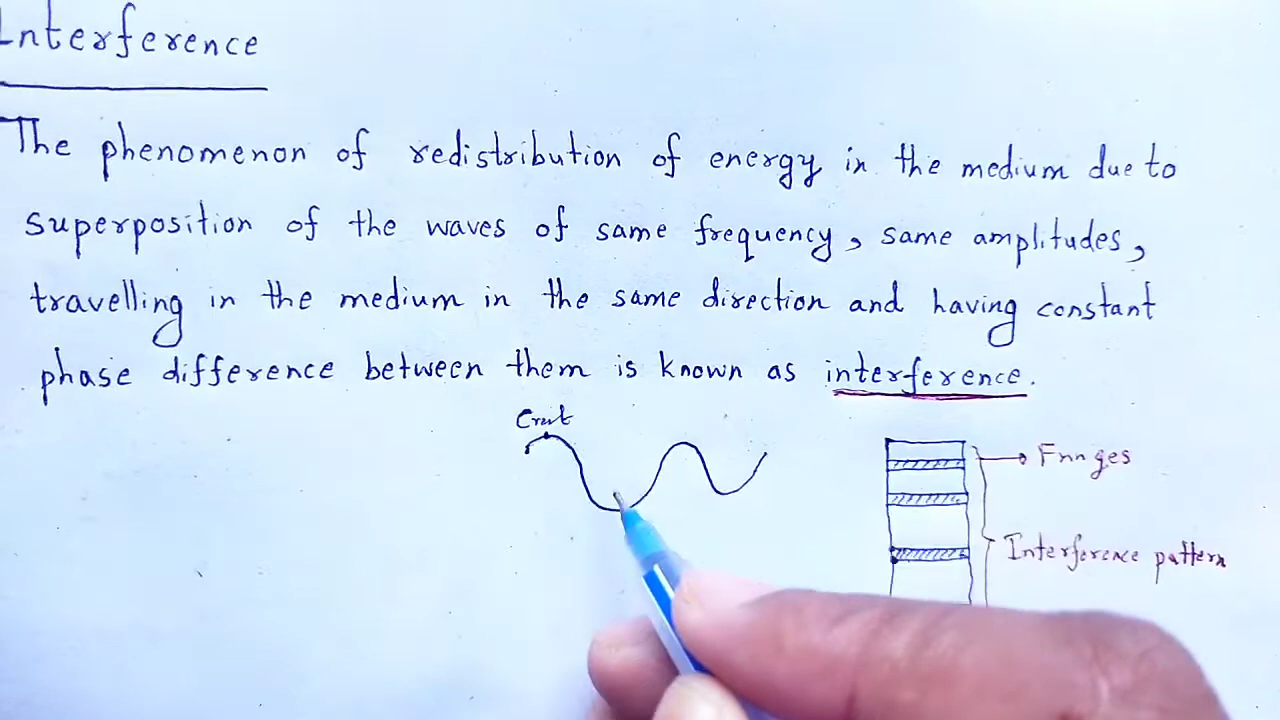 Interference
The phenomenon of redistribution of energy in the medium due to
superposition of the waves of same frequency, same amplitudes,
travelling in the medium in the same direction and having constant
phase difference between them is known as interference.
Crest
Fringes
Interference pattern